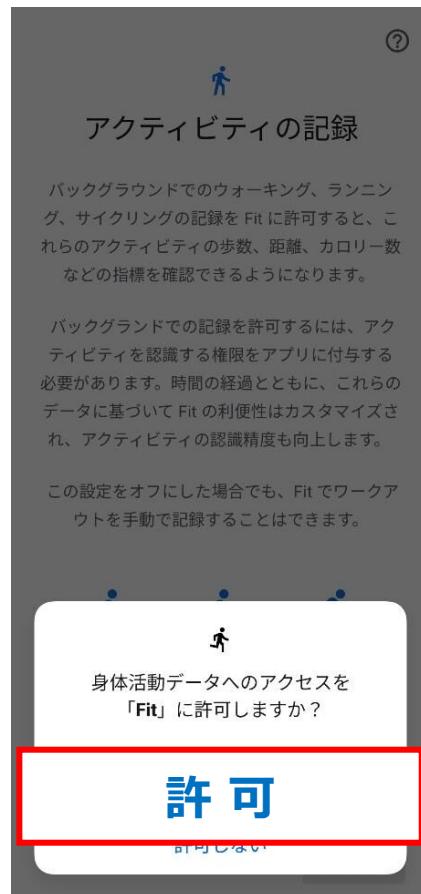 アクティビティの記録
バックグラウンドでのウォーキング、ランニン
グ、サイクリングの記録を Fit に許可すると、こ
れらのアクティビティの歩数、距離、カロリー数
などの指標を確認できるようになります。
バックグランドでの記録を許可するには、アク
ティビティを認識する権限をアプリに付与する
必要があります。時間の経過とともに、これらの
データに基づいて Fit の利便性はカスタマイズさ
れ、アクティビティの認識精度も向上します。
この設定をオフにした場合でも、Fit でワークア
ウトを手動で記録することはできます。
身体活動データへのアクセスを
「Fit」に許可しますか？
許可
許可しない